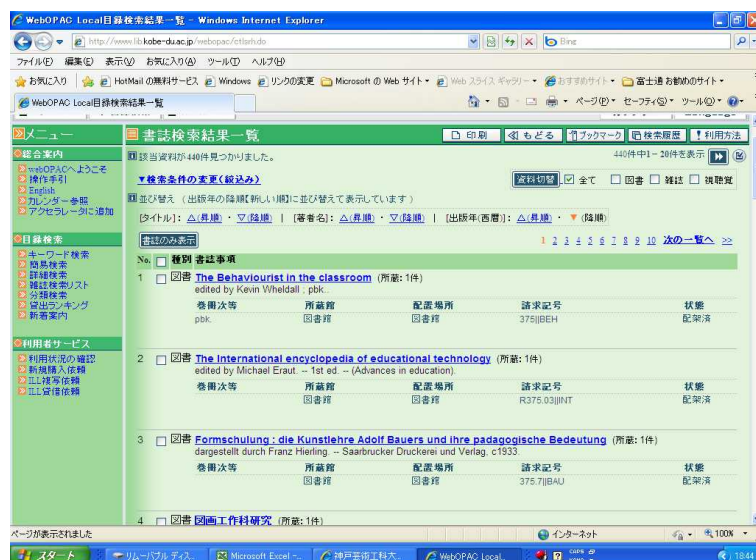 WebOPAC Local目録検索結果一覧 - Windows Internet Explorer
http://www.lib.kobe-du.ac.jp/webopac/ctlsrh.do
Bing
ファイル(F) 編集(E) 表示(V) お気に入り(A) ツール(T) ヘルプ(H)
お気に入り HotMail の無料サービス Windows リンクの変更 Microsoft の Web サイト Web スライス ギャラリー おすすめサイト 富士通 お勧めのサイト
WebOPAC Local目録検索結果一覧
ページ(P) セーフティ(S) ツール(O)
メニュー
書誌検索結果一覧
印刷 もどる ブックマーク 検索履歴 利用方法
総合案内
webOPACへようこそ
操作手引
English
カレンダー参照
アクセラレータに追加
目録検索
キーワード検索
簡易検索
詳細検索
雑誌検索リスト
分類検索
貸出ランキング
新着案内
利用者サービス
利用状況の確認
新規購入依頼
ILL複写依頼
ILL貸借依頼
該当資料が440件見つかりました。
440件中1-20件を表示
▼検索条件の変更(絞込み)
資料切替 全て 図書 雑誌 視聴覚
並び替え (出版年の降順【新しい順】に並び替えて表示しています)
[タイトル]: △(昇順)・▽(降順) | [著者名]: △(昇順)・▽(降順) | [出版年(西暦)]: △(昇順)・▼(降順)
書誌のみ表示
1 2 3 4 5 6 7 8 9 10 次の一覧へ >>
No. 種別 書誌事項
1 図書 The Behaviourist in the classroom (所蔵: 1件)
edited by Kevin Wheldall ; pbk..
巻冊次等 所蔵館 配置場所 請求記号 状態
pbk. 図書館 図書館 375||BEH 配架済
2 図書 The International encyclopedia of educational technology (所蔵: 1件)
edited by Michael Eraut. -- 1st ed. -- (Advances in education).
巻冊次等 所蔵館 配置場所 請求記号 状態
図書館 図書館 R375.03||INT 配架済
3 図書 Formschulung : die Kunstlehre Adolf Bauers und ihre padagogische Bedeutung (所蔵: 1件)
dargestellt durch Franz Hierling. -- Saarbrucker Druckerei und Verlag, c1933.
巻冊次等 所蔵館 配置場所 請求記号 状態
図書館 図書館 375.7||BAU 配架済
4 図書 図画工作科研究 (所蔵: 1件)
ページが表示されました
インターネット 100%
スタート リムーバブル ディス... Microsoft Excel -... 神戸芸術工科大... WebOPAC Local... CAPS 18:44